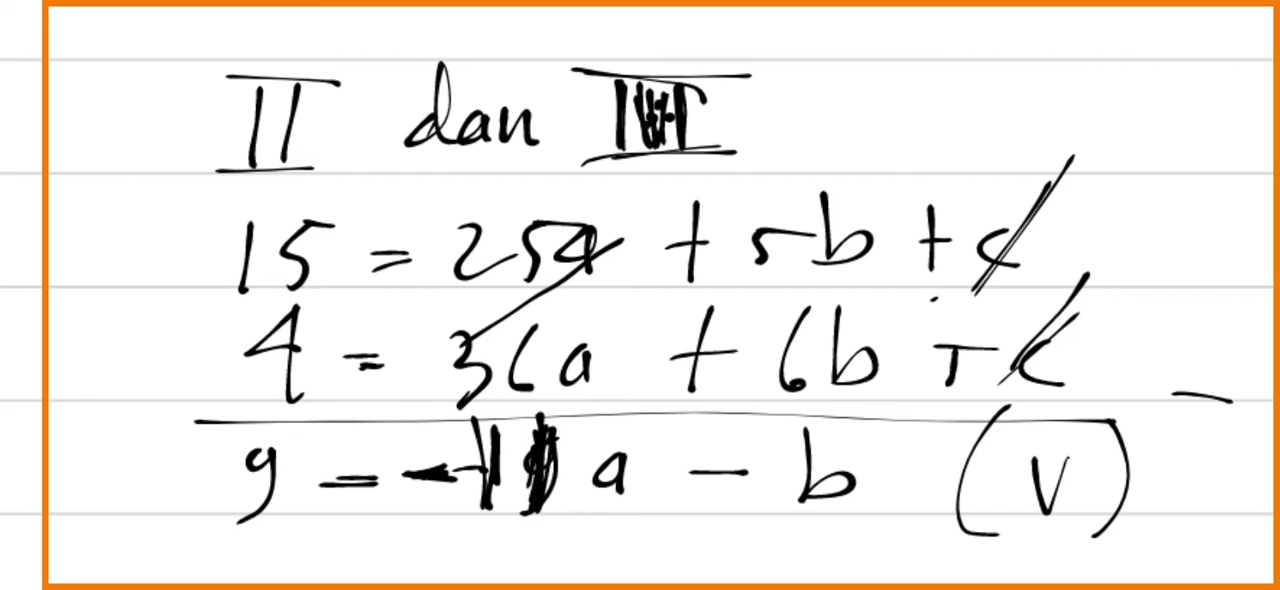 II dan III
15 = 25a + 5b + c
4 = 36a + 6b + c -
9 = -11a - b (V)